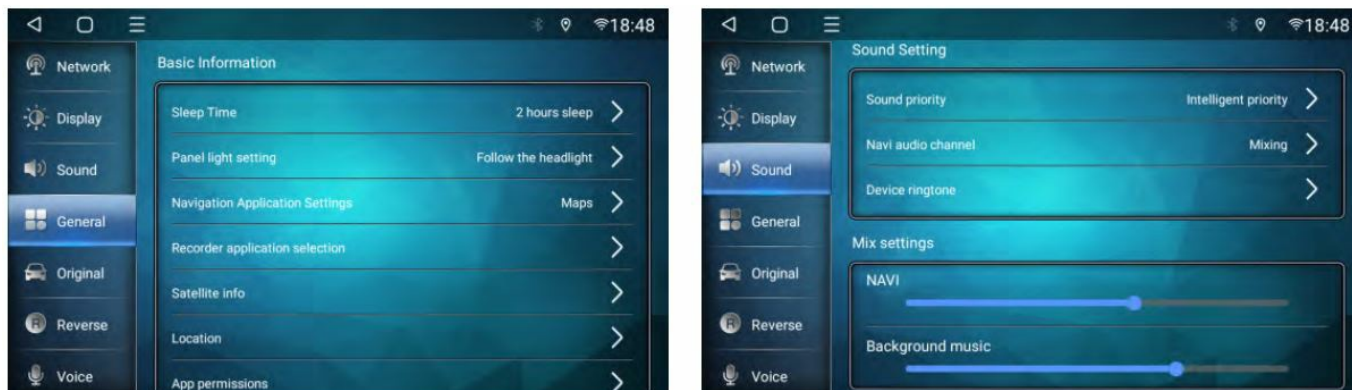 18:48
Network
Display
Sound
General
Original
Reverse
Voice
Basic Information
Sleep Time 2 hours sleep
Panel light setting Follow the headlight
Navigation Application Settings Maps
Recorder application selection
Satellite info
Location
App permissions
18:48
Network
Display
Sound
General
Original
R Reverse
Voice
Sound Setting
Sound priority Intelligent priority
Navi audio channel Mixing
Device ringtone
Mix settings
NAVI
Background music